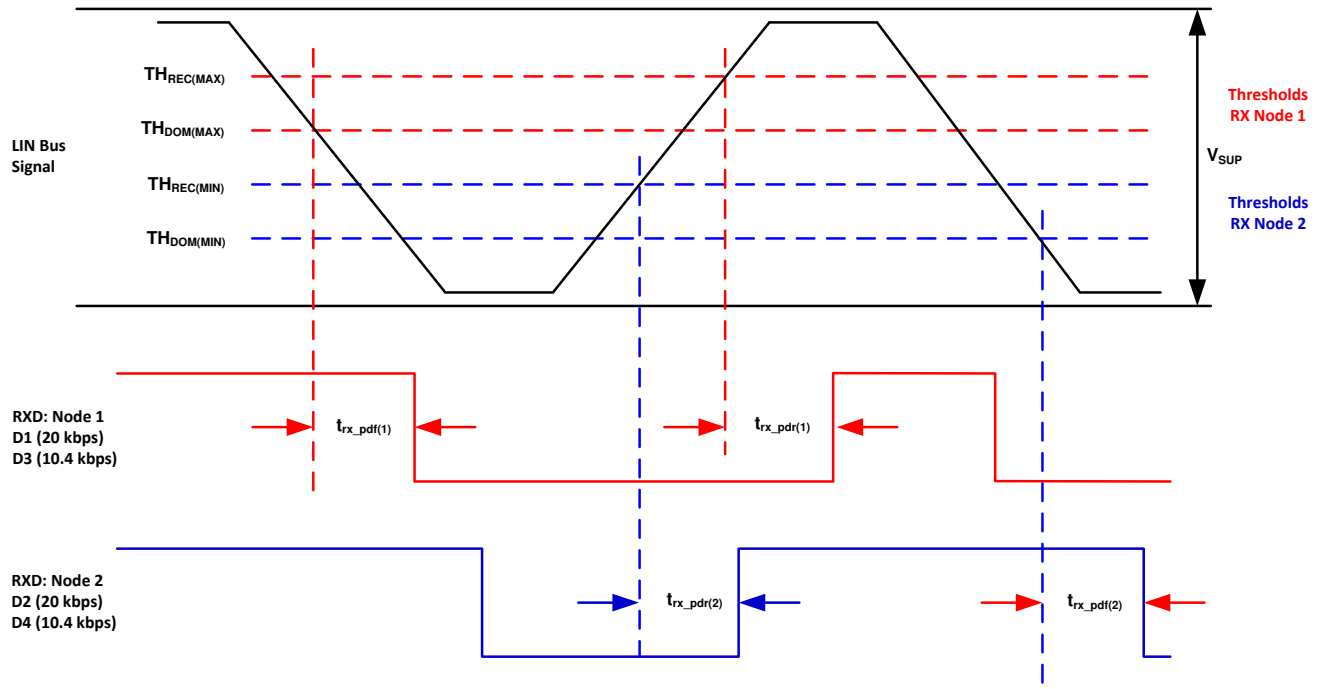 TH_REC(MAX)
TH_DOM(MAX)
LIN Bus
Signal
TH_REC(MIN)
TH_DOM(MIN)
Thresholds
RX Node 1
V_SUP
Thresholds
RX Node 2
RXD: Node 1
D1 (20 kbps)
D3 (10.4 kbps)
t_rx_pdf(1)
t_rx_pdr(1)
RXD: Node 2
D2 (20 kbps)
D4 (10.4 kbps)
t_rx_pdr(2)
t_rx_pdf(2)